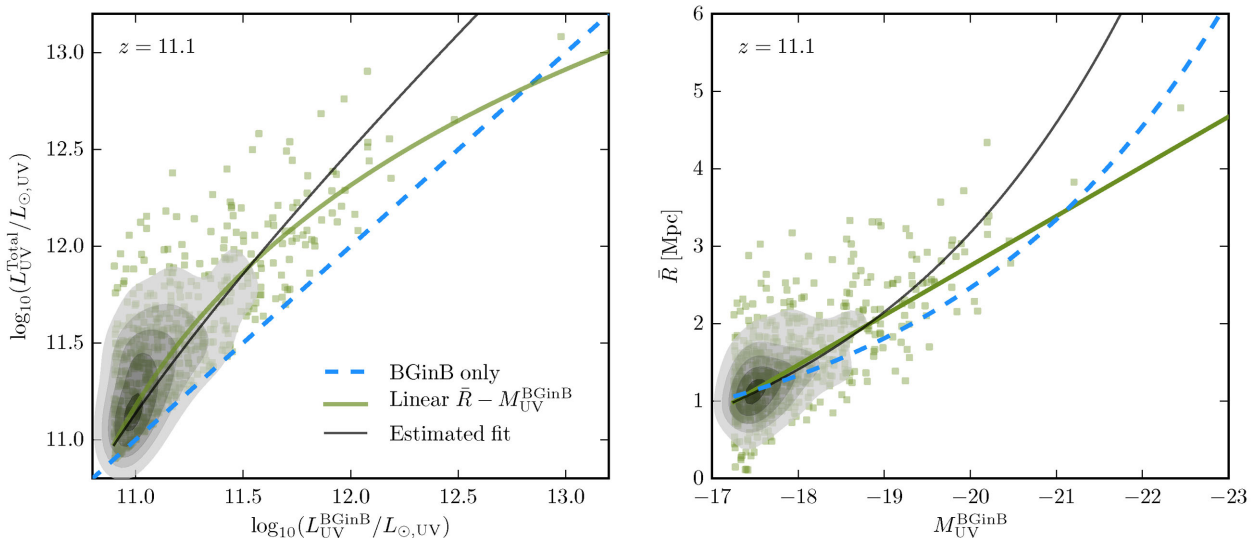 z = 11.1
13.0
12.5
12.0
11.5
11.0
log₁₀(L_UV^Total/L_⊙,UV)
BGinB only
Linear R̄ − M_UV^BGinB
Estimated fit
11.0 11.5 12.0 12.5 13.0
log₁₀(L_UV^BGinB/L_⊙,UV)
z = 11.1
6
5
4
3
2
1
0
R̄ [Mpc]
−17 −18 −19 −20 −21 −22 −23
M_UV^BGinB